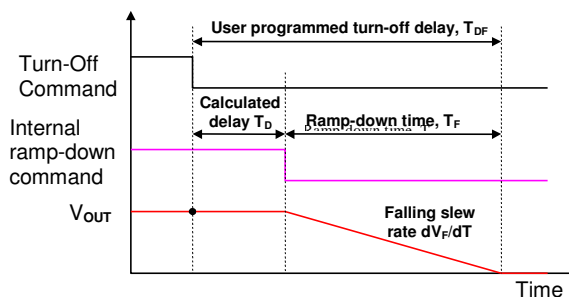 User programmed turn-off delay, TDF
Turn-Off
Command
Calculated
delay TD
Ramp-down time, TF
Internal
ramp-down
command
VOUT
Falling slew
rate dVF/dT
Time